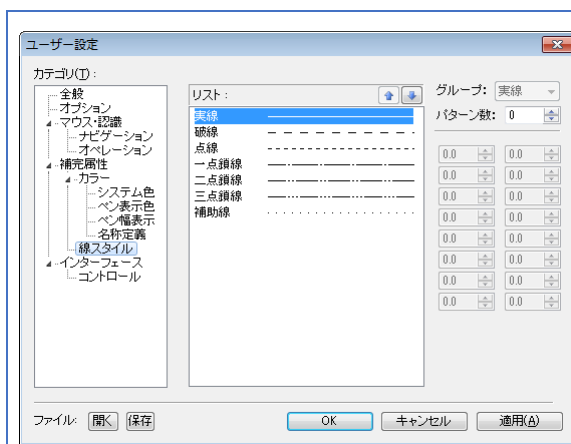 ユーザー設定
カテゴリ(T):
全般
オプション
マウス・認識
ナビゲーション
オペレーション
補完属性
カラー
システム色
ペン表示色
ペン幅表示
名称定義
線スタイル
インターフェース
コントロール
リスト:
実線
破線
点線
一点鎖線
二点鎖線
三点鎖線
補助線
グループ: 実線
パターン数: 0
0.0 0.0
0.0 0.0
0.0 0.0
0.0 0.0
0.0 0.0
0.0 0.0
0.0 0.0
0.0 0.0
ファイル: 開く 保存 OK キャンセル 適用(A)